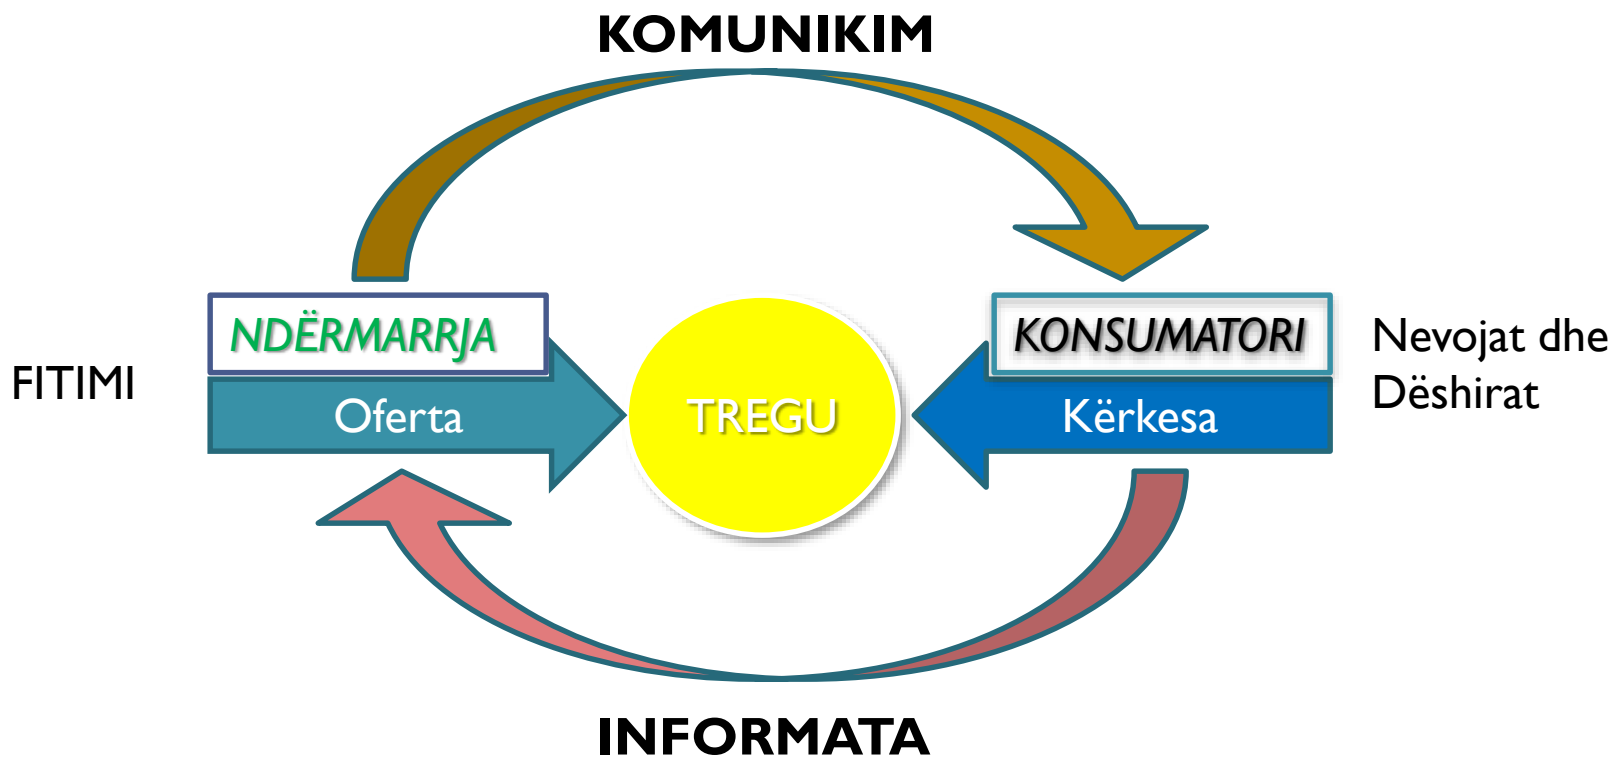 KOMUNIKIM
NDËRMARRJA
KONSUMATORI
FITIMI
Oferta
TREGU
Kërkesa
Nevojat dhe
Dëshirat
INFORMATA